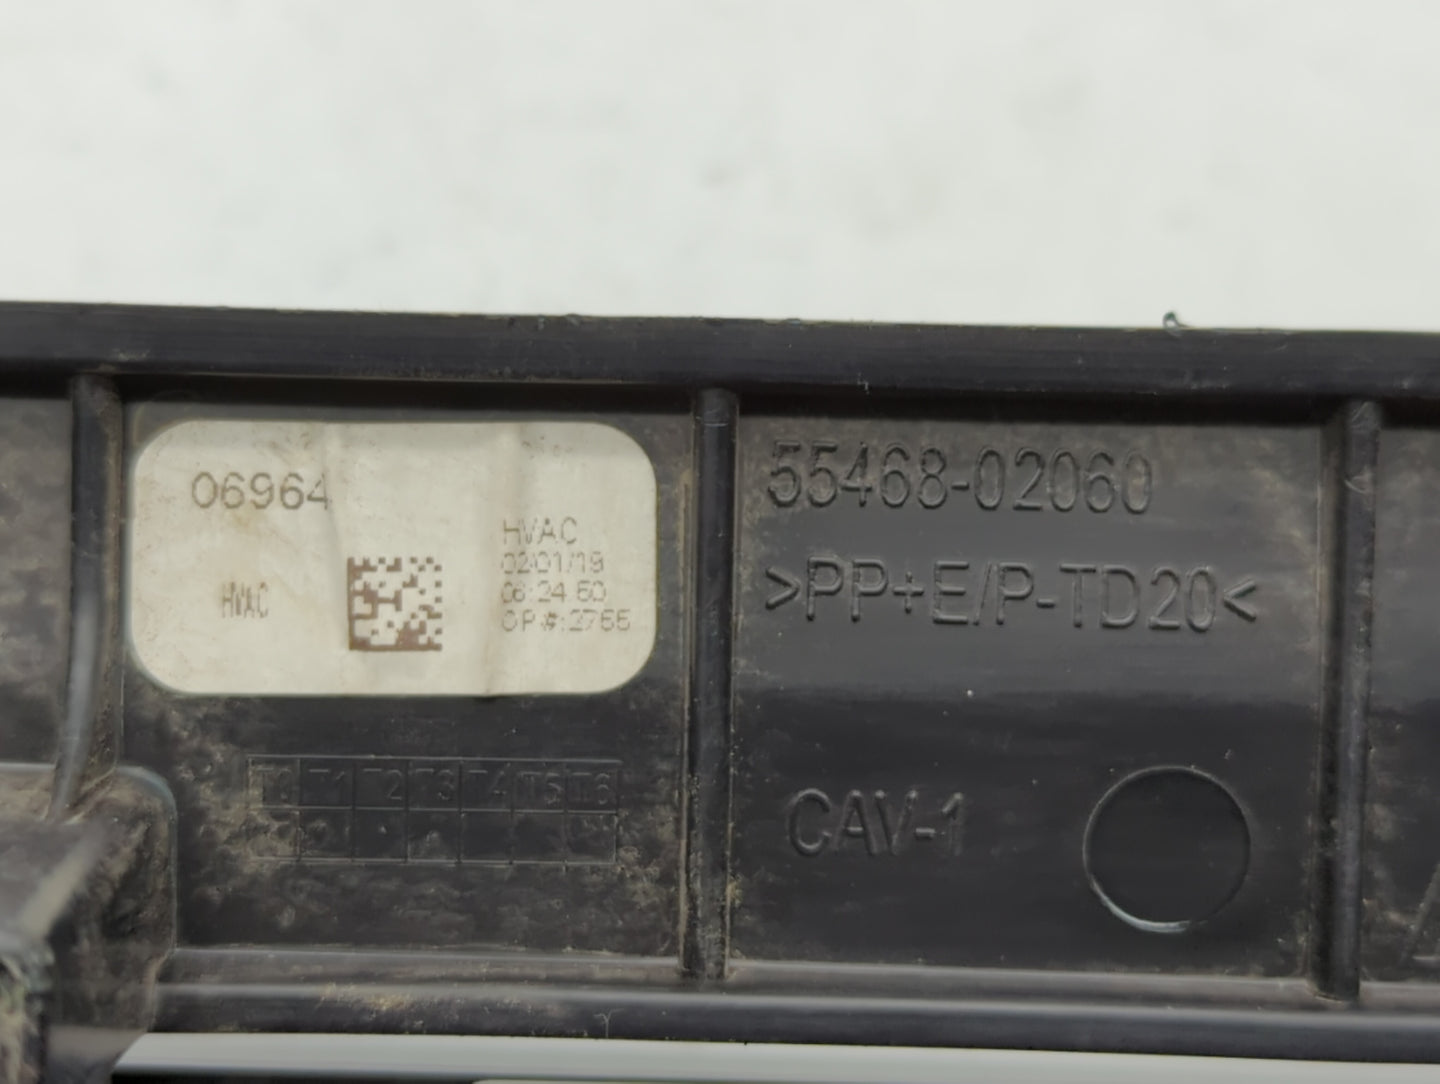 06964
HVAC
HVAC
02/01/19
06:24:50
OP#:2755
T0 T1 T2 T3 T4 T5 T6
55468-02060
>PP+E/P-TD20<
CAV-1